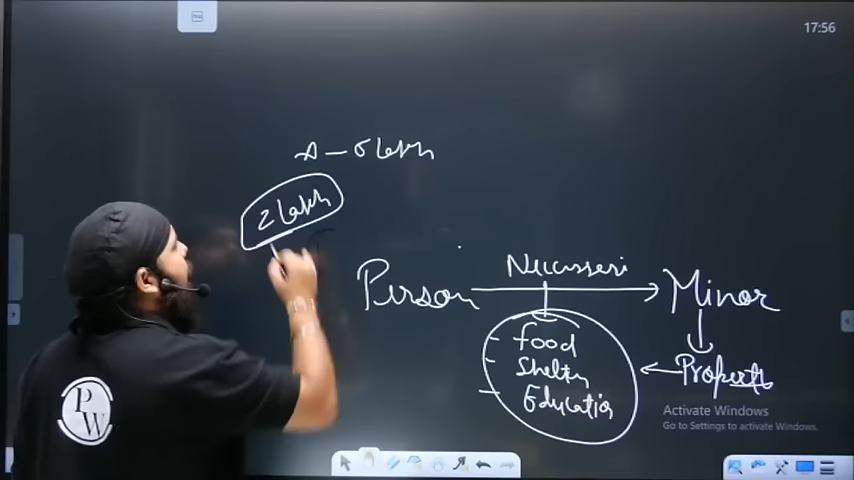 17:56
A - 5 lakh
2 lakh
Necusseri
Person
Minor
Food
Shelter
Education
Property
PW
Activate Windows
Go to Settings to activate Windows.